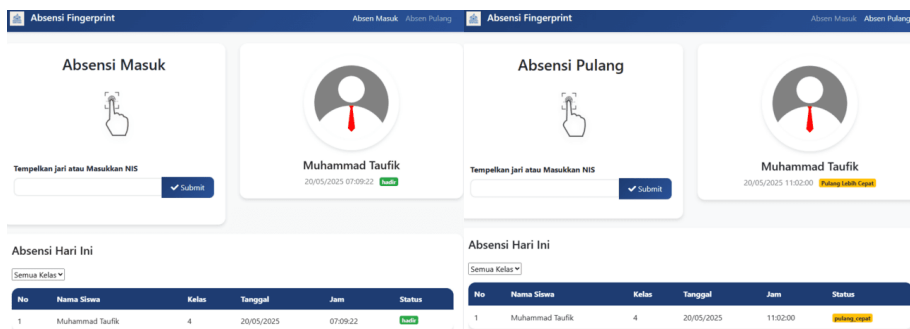 Absensi Fingerprint Absen Masuk Absen Pulang
Absensi Masuk
Tempelkan jari atau Masukkan NIS
Submit
Muhammad Taufik
20/05/2025 07:09:22 hadir
Absensi Hari Ini
Semua Kelas
No Nama Siswa Kelas Tanggal Jam Status
1 Muhammad Taufik 4 20/05/2025 07:09:22 hadir
Absensi Fingerprint Absen Masuk Absen Pulang
Absensi Pulang
Tempelkan jari atau Masukkan NIS
Submit
Muhammad Taufik
20/05/2025 11:02:00 Pulang Lebih Cepat
Absensi Hari Ini
Semua Kelas
No Nama Siswa Kelas Tanggal Jam Status
1 Muhammad Taufik 4 20/05/2025 11:02:00 pulang_cepat